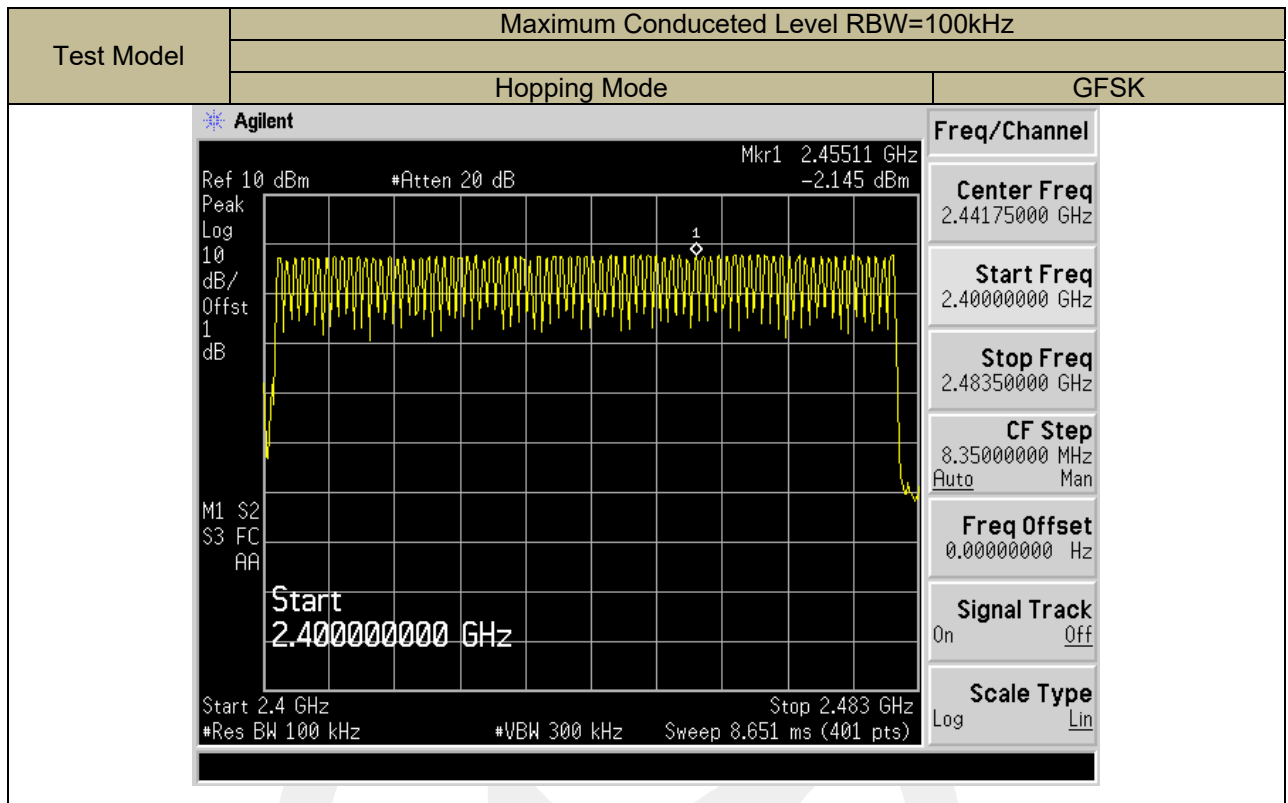 Maximum Conduceted Level RBW=100kHz
Test Model
Hopping Mode GFSK
Agilent
Freq/Channel
Mkr1 2.45511 GHz
Ref 10 dBm #Atten 20 dB -2.145 dBm
Peak
Log
10
dB/
Offst
1
dB
1
M1 S2
S3 FC
AA
Start
2.400000000 GHz
Start 2.4 GHz Stop 2.483 GHz
#Res BW 100 kHz #VBW 300 kHz Sweep 8.651 ms (401 pts)
Center Freq
2.44175000 GHz
Start Freq
2.40000000 GHz
Stop Freq
2.48350000 GHz
CF Step
8.35000000 MHz
Auto Man
Freq Offset
0.00000000 Hz
Signal Track
On Off
Scale Type
Log Lin